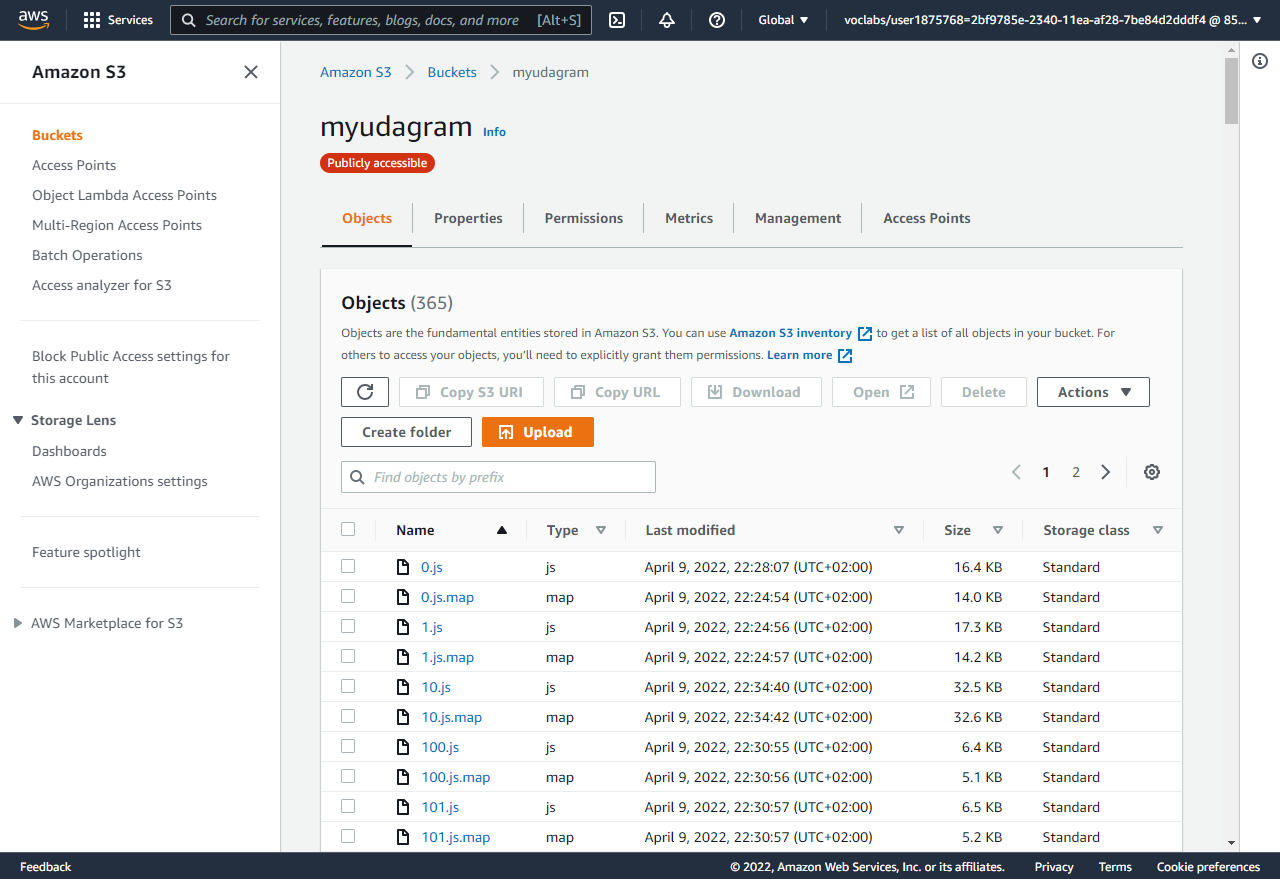 aws
Services
Search for services, features, blogs, docs, and more [Alt+S]
Global
voclabs/user1875768=2bf9785e-2340-11ea-af28-7be84d2dddf4 @ 85...
Amazon S3
Buckets
Access Points
Object Lambda Access Points
Multi-Region Access Points
Batch Operations
Access analyzer for S3
Block Public Access settings for
this account
Storage Lens
Dashboards
AWS Organizations settings
Feature spotlight
AWS Marketplace for S3
Amazon S3 Buckets myudagram
myudagram Info
Publicly accessible
Objects Properties Permissions Metrics Management Access Points
Objects (365)
Objects are the fundamental entities stored in Amazon S3. You can use Amazon S3 inventory to get a list of all objects in your bucket. For
others to access your objects, you'll need to explicitly grant them permissions. Learn more
Copy S3 URI Copy URL Download Open Delete Actions
Create folder Upload
Find objects by prefix 1 2
Name Type Last modified Size Storage class
0.js js April 9, 2022, 22:28:07 (UTC+02:00) 16.4 KB Standard
0.js.map map April 9, 2022, 22:24:54 (UTC+02:00) 14.0 KB Standard
1.js js April 9, 2022, 22:24:56 (UTC+02:00) 17.3 KB Standard
1.js.map map April 9, 2022, 22:24:57 (UTC+02:00) 14.2 KB Standard
10.js js April 9, 2022, 22:34:40 (UTC+02:00) 32.5 KB Standard
10.js.map map April 9, 2022, 22:34:42 (UTC+02:00) 32.6 KB Standard
100.js js April 9, 2022, 22:30:55 (UTC+02:00) 6.4 KB Standard
100.js.map map April 9, 2022, 22:30:56 (UTC+02:00) 5.1 KB Standard
101.js js April 9, 2022, 22:30:57 (UTC+02:00) 6.5 KB Standard
101.js.map map April 9, 2022, 22:30:57 (UTC+02:00) 5.2 KB Standard
Feedback © 2022, Amazon Web Services, Inc. or its affiliates. Privacy Terms Cookie preferences